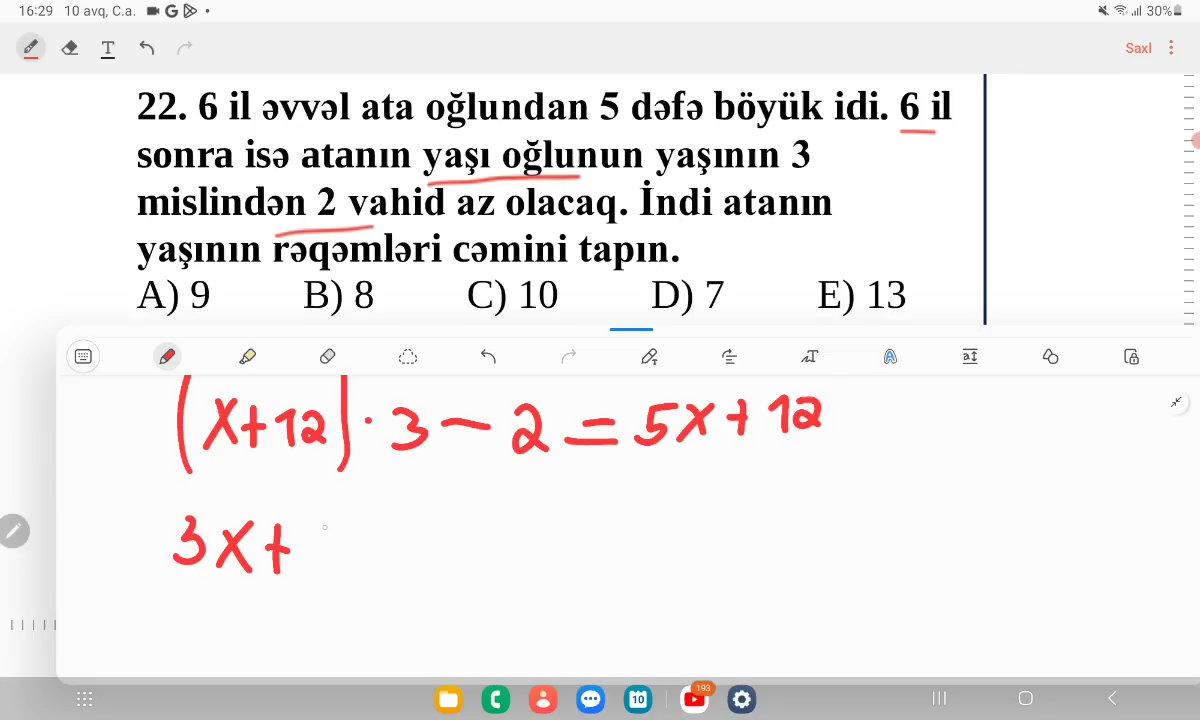 16:29 10 avq, C.a. 30%
Saxl
22. 6 il əvvəl ata oğlundan 5 dəfə böyük idi. 6 il
sonra isə atanın yaşı oğlunun yaşının 3
mislindən 2 vahid az olacaq. İndi atanın
yaşının rəqəmləri cəmini tapın.
A) 9 B) 8 C) 10 D) 7 E) 13
(x+12)·3-2=5x+12
3x+
10 193